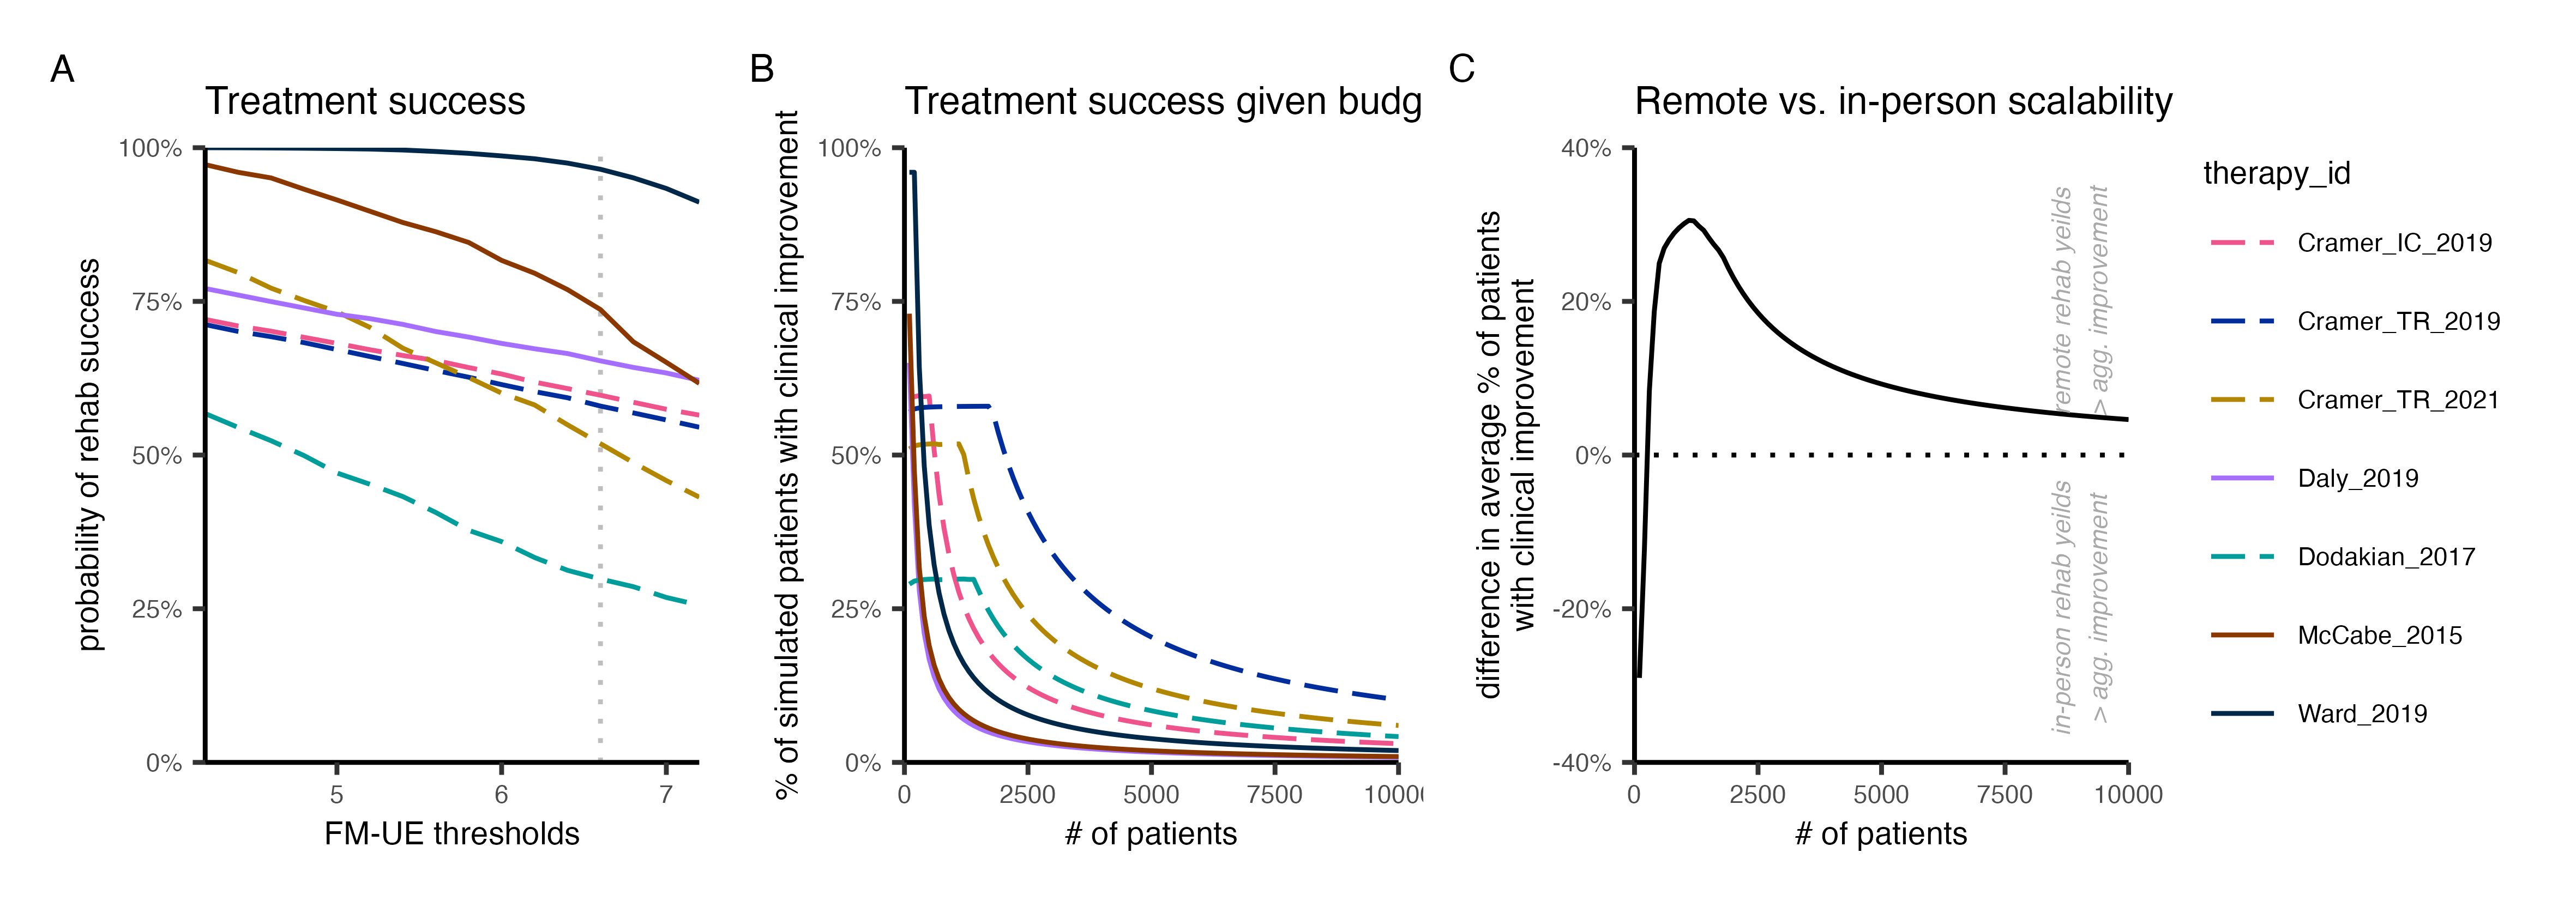 A
Treatment success
100%
75%
50%
25%
0%
probability of rehab success
5
6
7
FM-UE thresholds
B
Treatment success given budg
100%
75%
50%
25%
0%
% of simulated patients with clinical improvement
0
2500
5000
7500
1000
# of patients
C
Remote vs. in-person scalability
40%
20%
0%
-20%
-40%
difference in average % of patients
with clinical improvement
remote rehab yeilds
> agg. improvement
in-person rehab yeilds
> agg. improvement
0
2500
5000
7500
10000
# of patients
therapy_id
Cramer_IC_2019
Cramer_TR_2019
Cramer_TR_2021
Daly_2019
Dodakian_2017
McCabe_2015
Ward_2019